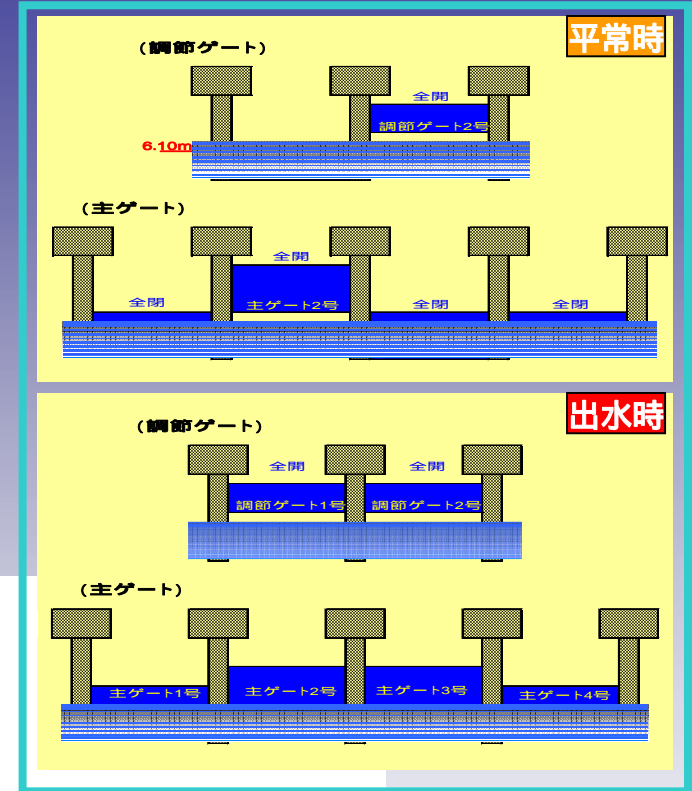 平常時
(調節ゲート)
全開
調節ゲート2号
6.10m
(主ゲート)
全開
全閉
主ゲート2号
全閉
全閉
出水時
(調節ゲート)
全開
全開
調節ゲート1号
調節ゲート2号
(主ゲート)
主ゲート1号
主ゲート2号
主ゲート3号
主ゲート4号